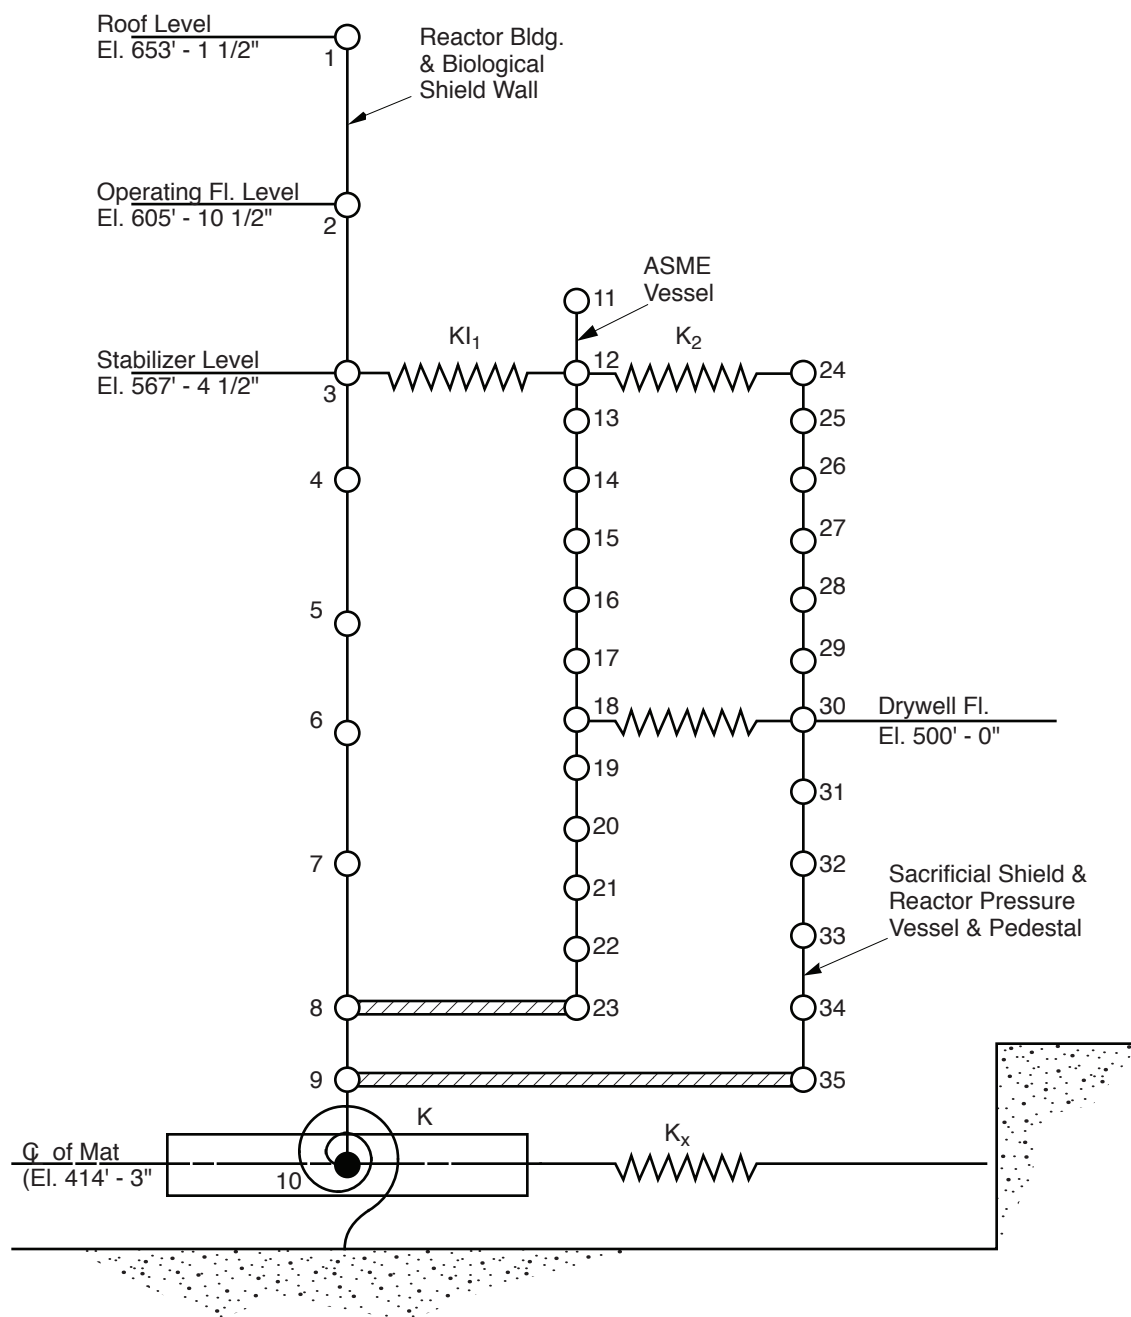 Roof Level
El. 653' - 1 1/2"
1
Reactor Bldg.
& Biological
Shield Wall
Operating Fl. Level
El. 605' - 10 1/2"
2
ASME
Vessel
11
Stabilizer Level
El. 567' - 4 1/2"
3
KI1
12
K2
24
13
25
4
14
26
15
27
5
16
28
17
29
6
18
30
Drywell Fl.
El. 500' - 0"
19
31
20
7
21
32
Sacrificial Shield &
Reactor Pressure
Vessel & Pedestal
22
33
8
23
34
9
35
K
Kx
℄ of Mat
(El. 414' - 3"
10